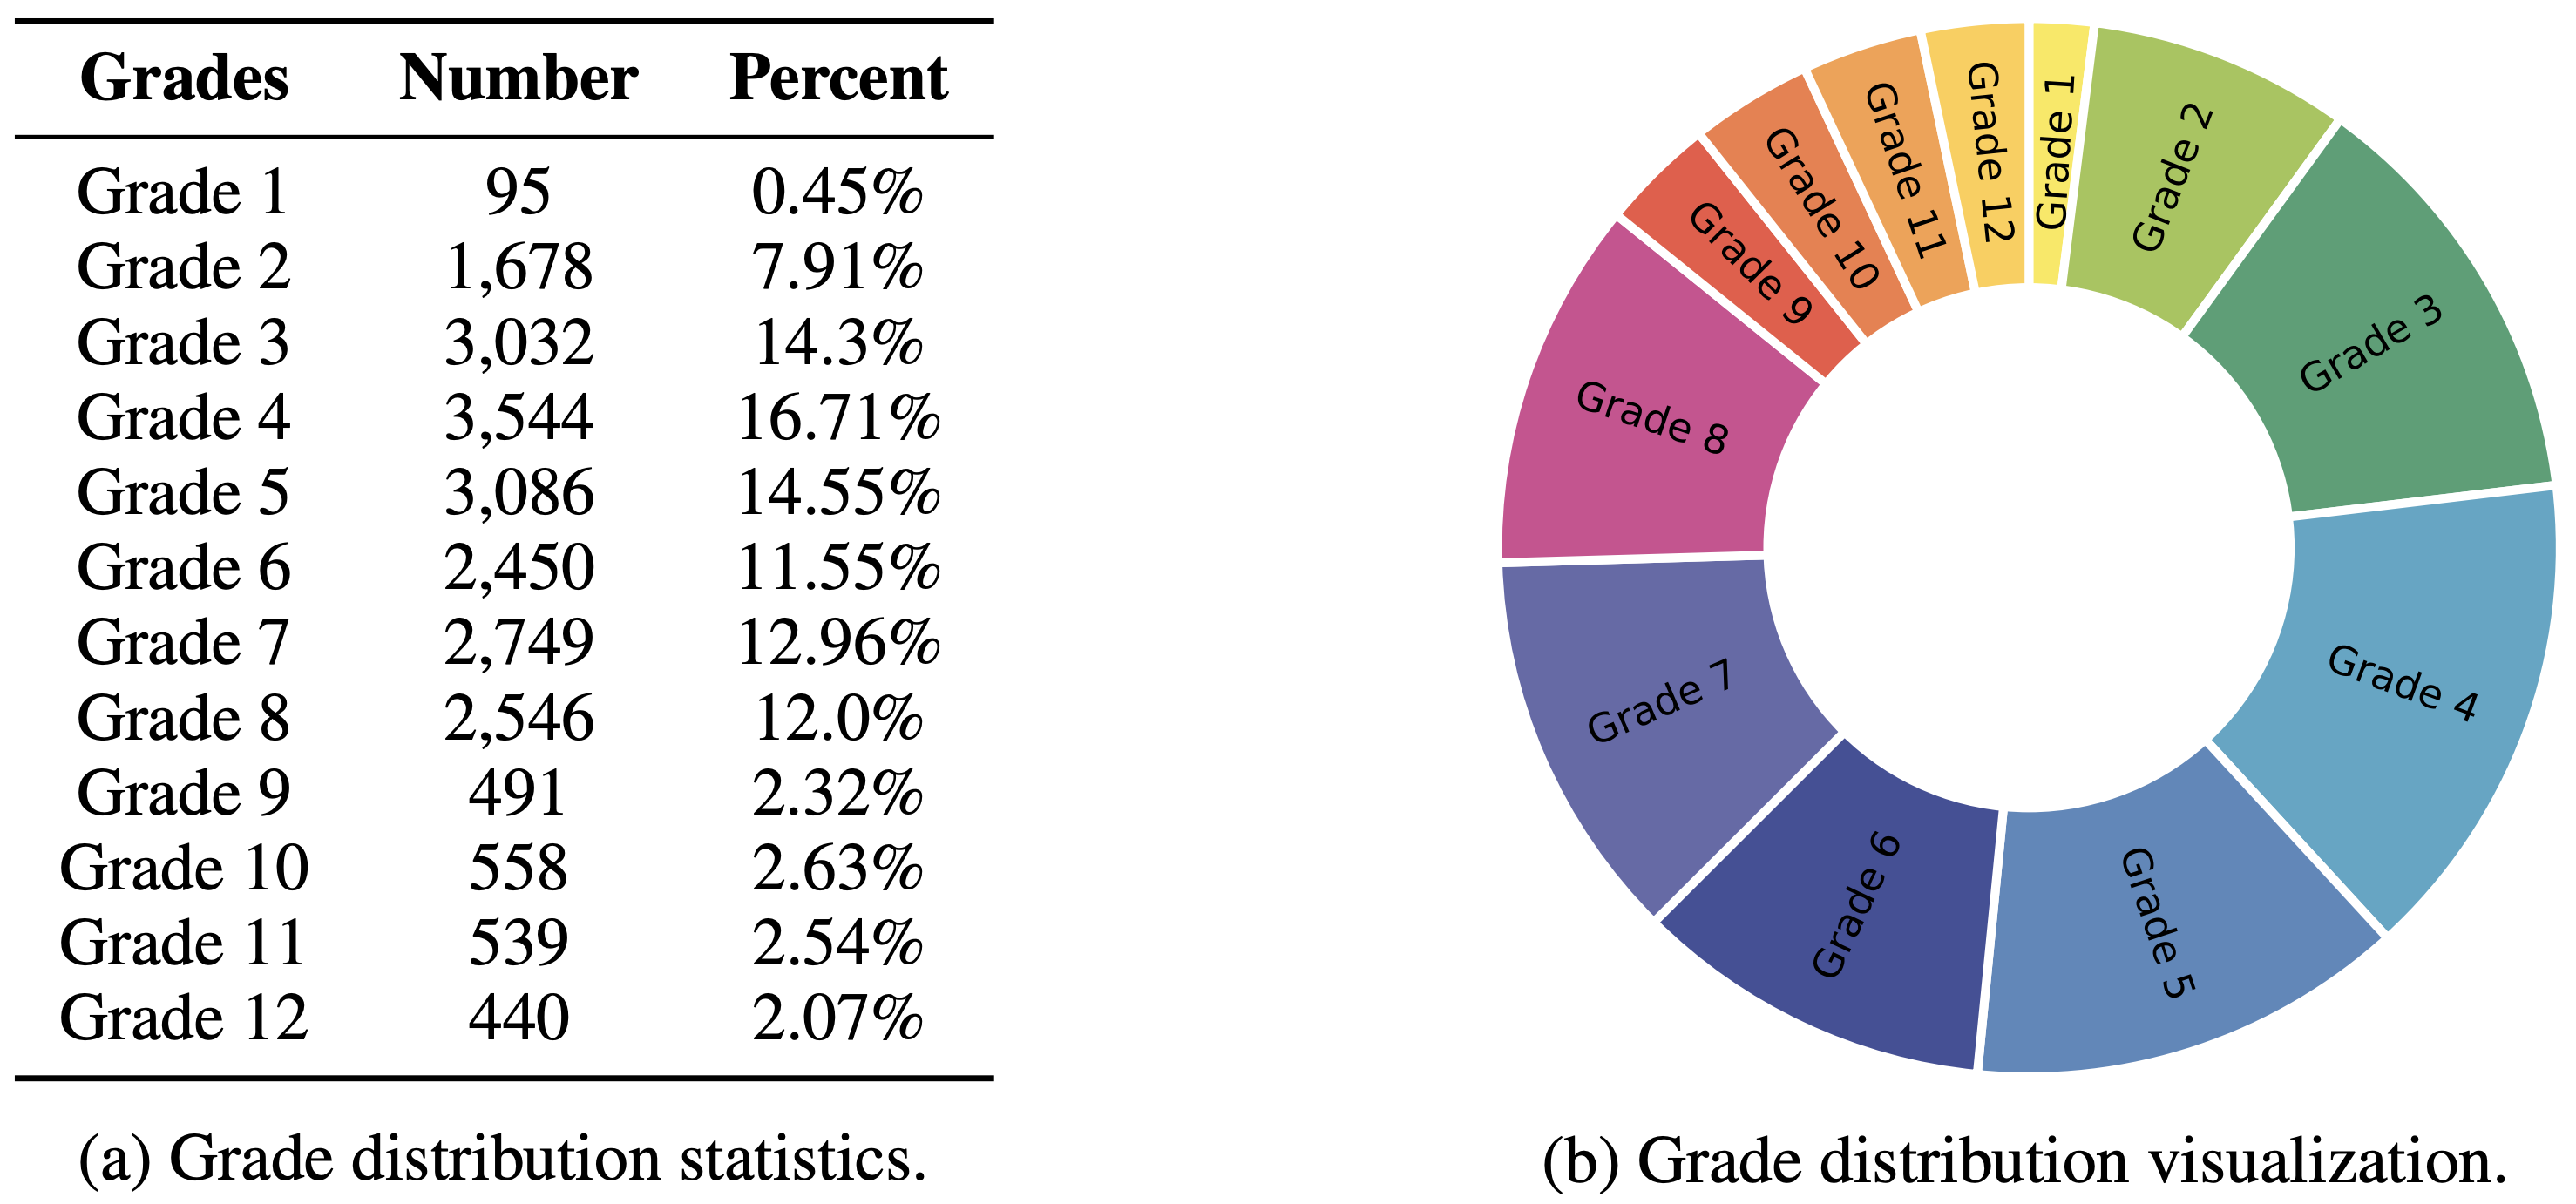 Grades Number Percent
Grade 1 95 0.45%
Grade 2 1,678 7.91%
Grade 3 3,032 14.3%
Grade 4 3,544 16.71%
Grade 5 3,086 14.55%
Grade 6 2,450 11.55%
Grade 7 2,749 12.96%
Grade 8 2,546 12.0%
Grade 9 491 2.32%
Grade 10 558 2.63%
Grade 11 539 2.54%
Grade 12 440 2.07%
(a) Grade distribution statistics.
Grade 1
Grade 2
Grade 3
Grade 4
Grade 5
Grade 6
Grade 7
Grade 8
Grade 9
Grade 10
Grade 11
Grade 12
(b) Grade distribution visualization.